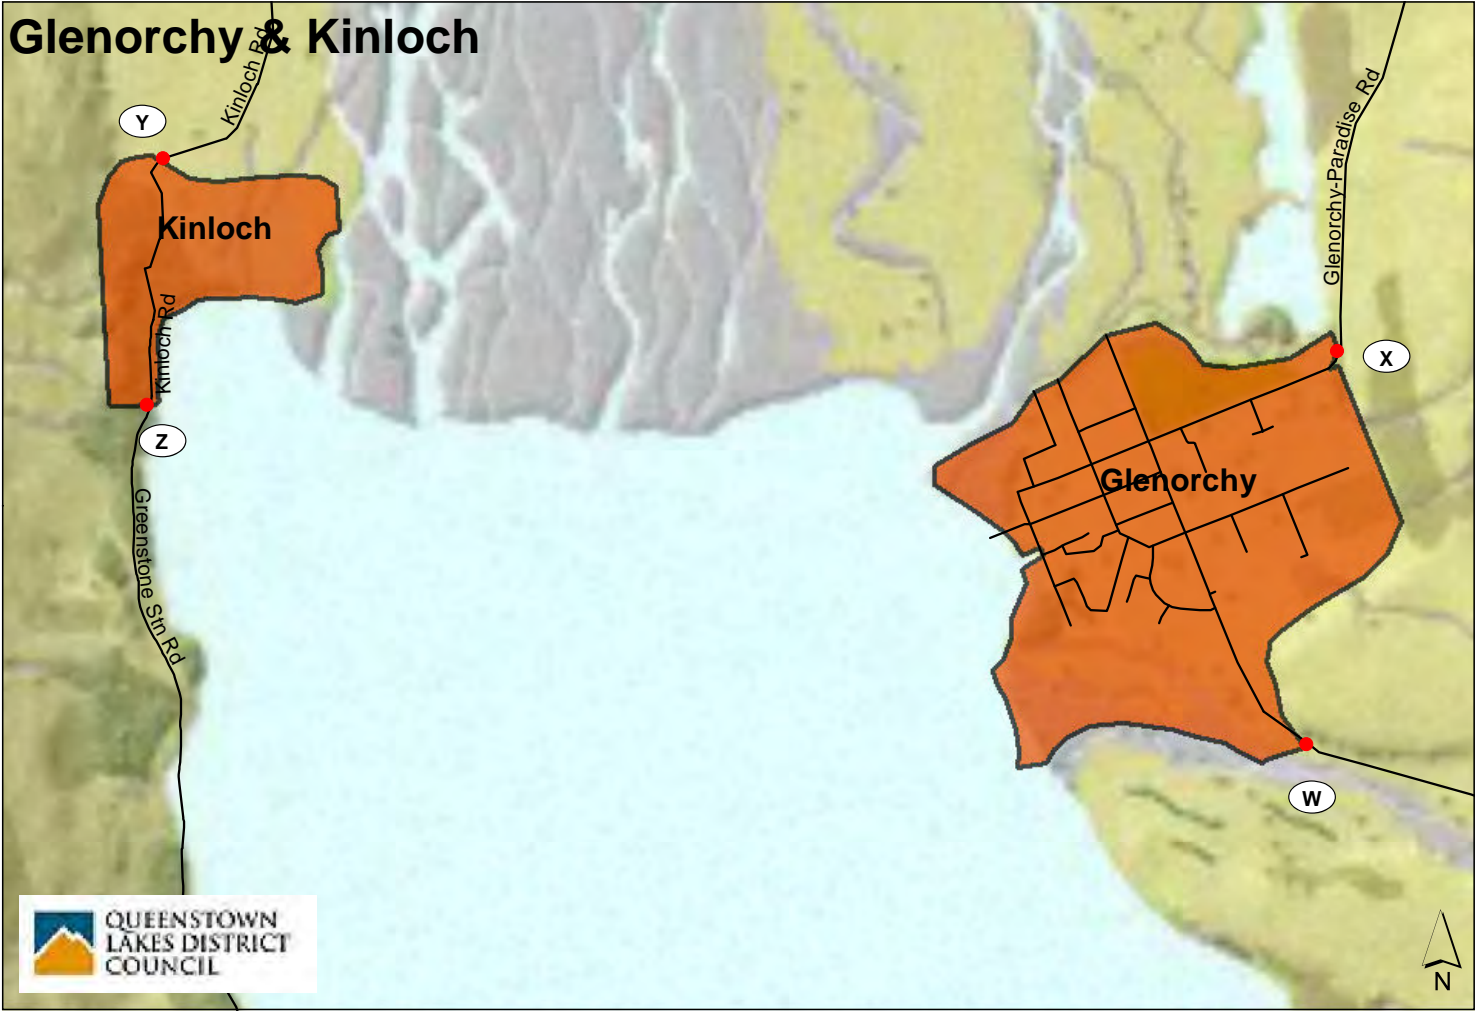 Glenorchy & Kinloch
Kinloch Rd
Y
Kinloch
Kinloch Rd
Z
Greenstone Stn Rd
Glenorchy-Paradise Rd
X
Glenorchy
W
QUEENSTOWN
LAKES DISTRICT
COUNCIL
N